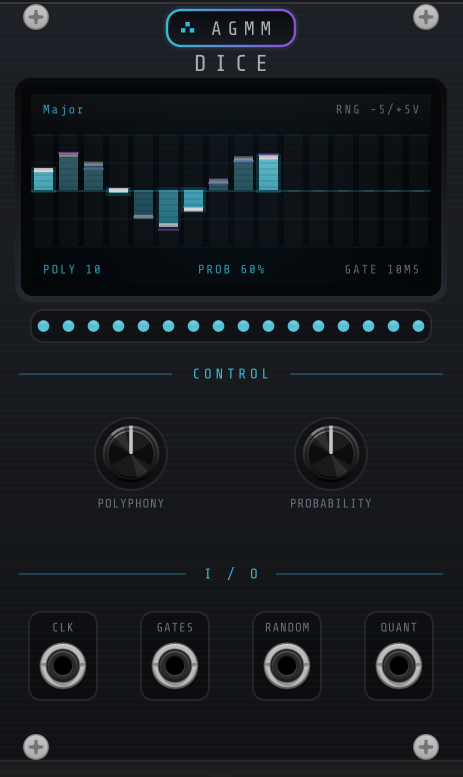 AGMM
DICE
Major RNG -5/+5V
POLY 10 PROB 60% GATE 10MS
CONTROL
POLYPHONY PROBABILITY
I / O
CLK GATES RANDOM QUANT